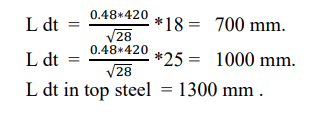 L dt = 0.48*420/√28 *18 = 700 mm.
L dt = 0.48*420/√28 *25 = 1000 mm.
L dt in top steel = 1300 mm .